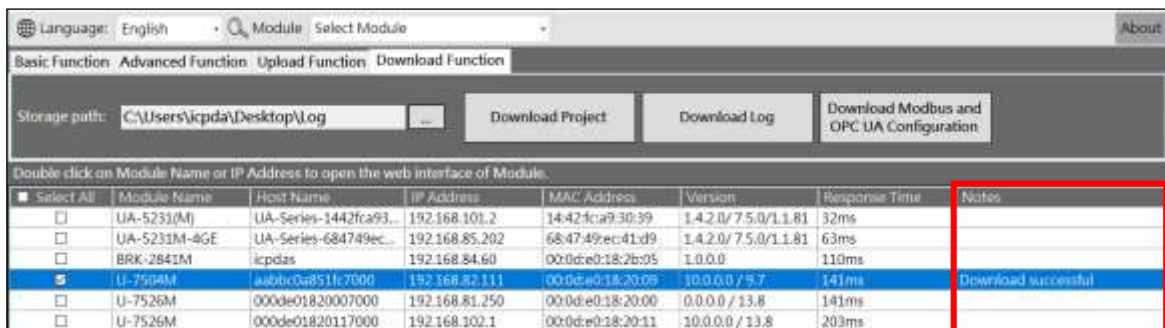 Language: English Module Select Module About
Basic Function Advanced Function Upload Function Download Function
Storage path: C:\Users\icpda\Desktop\Log ... Download Project Download Log Download Modbus and
OPC UA Configuration
Double click on Module Name or IP Address to open the web interface of Module.
Select All Module Name Host Name IP Address MAC Address Version Response Time Notes
UA-5231(M) UA-Series-1442fca93... 192.168.101.2 14:42:fc:a9:30:39 1.4.2.0/ 7.5.0/1.1.81 32ms
UA-5231M-4GE UA-Series-684749ec... 192.168.85.202 68:47:49:ec:41:d9 1.4.2.0/ 7.5.0/1.1.81 63ms
BRK-2841M icpdas 192.168.84.60 00:0d:e0:18:2b:05 1.0.0.0 110ms
U-7504M aabbc0a851fc7000 192.168.82.111 00:0d:e0:18:20:09 10.0.0.0 / 9.7 141ms Download successful
U-7526M 000de01820007000 192.168.81.250 00:0d:e0:18:20:00 0.0.0.0 / 13.8 141ms
U-7526M 000de01820117000 192.168.102.1 00:0d:e0:18:20:11 10.0.0.0 / 13.8 203ms